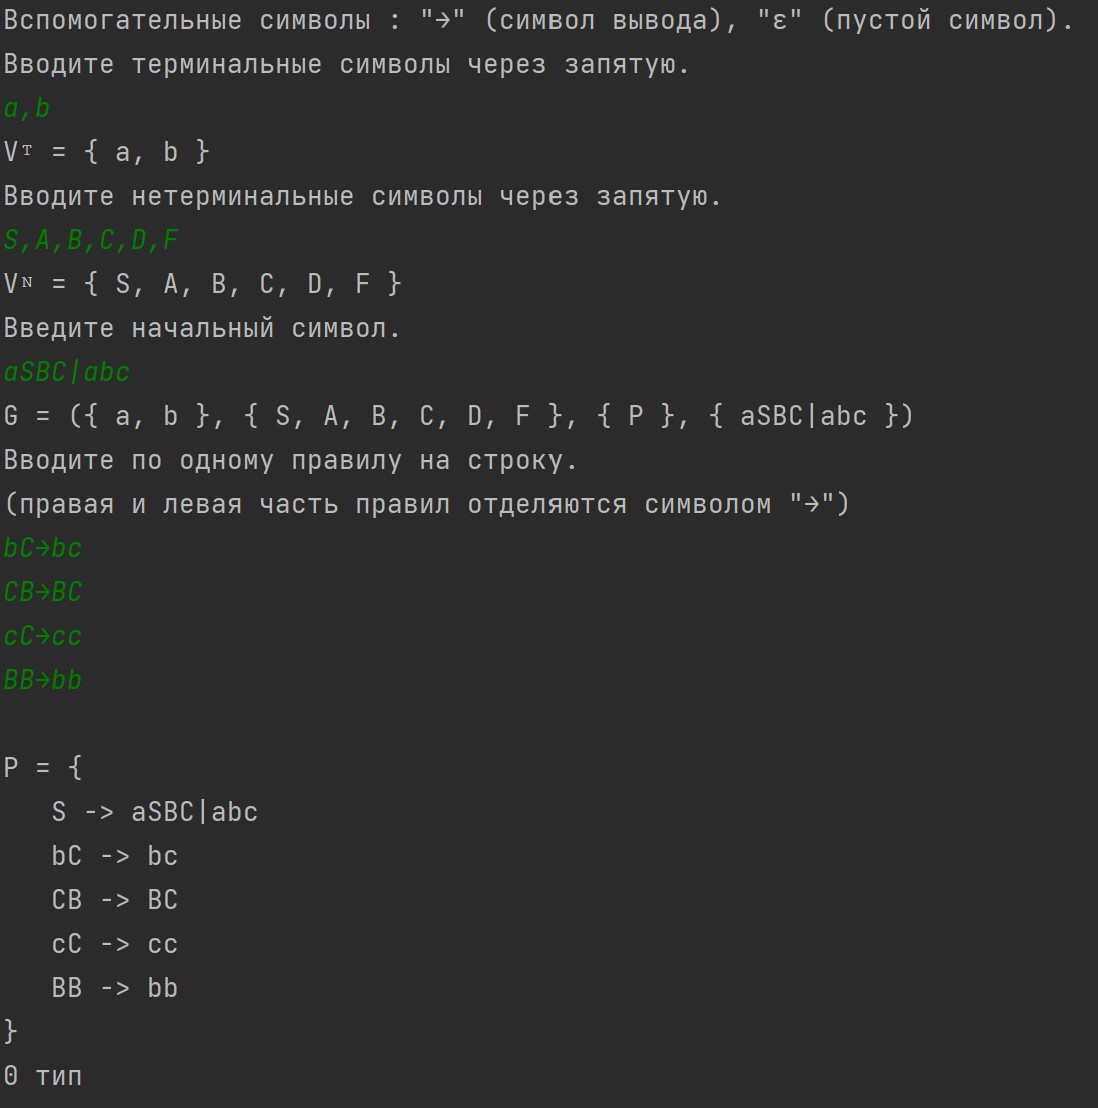 Вспомогательные символы : "→" (символ вывода), "ε" (пустой символ).
Вводите терминальные символы через запятую.
a,b
Vᵀ = { a, b }
Вводите нетерминальные символы через запятую.
S,A,B,C,D,F
Vᴺ = { S, A, B, C, D, F }
Введите начальный символ.
aSBC|abc
G = ({ a, b }, { S, A, B, C, D, F }, { P }, { aSBC|abc })
Вводите по одному правилу на строку.
(правая и левая часть правил отделяются символом "→")
bC→bc
CB→BC
cC→cc
BB→bb
P = {
S -> aSBC|abc
bC -> bc
CB -> BC
cC -> cc
BB -> bb
}
0 тип